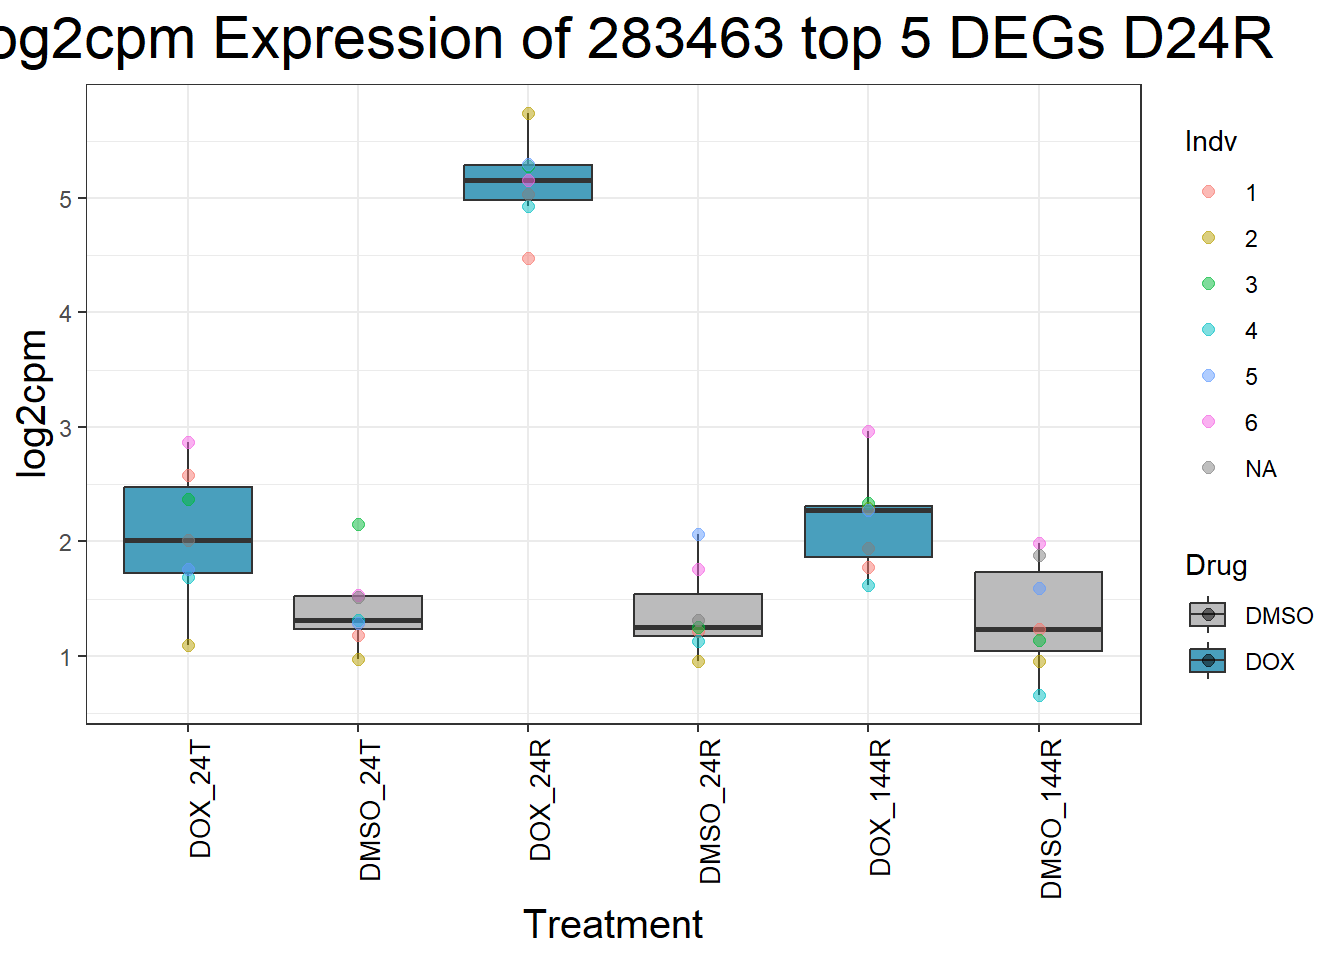 og2cpm Expression of 283463 top 5 DEGs D24R
log2cpm
5
4
3
2
1
DOX_24T
DMSO_24T
DOX_24R
DMSO_24R
DOX_144R
DMSO_144R
Treatment
Indv
1
2
3
4
5
6
NA
Drug
DMSO
DOX